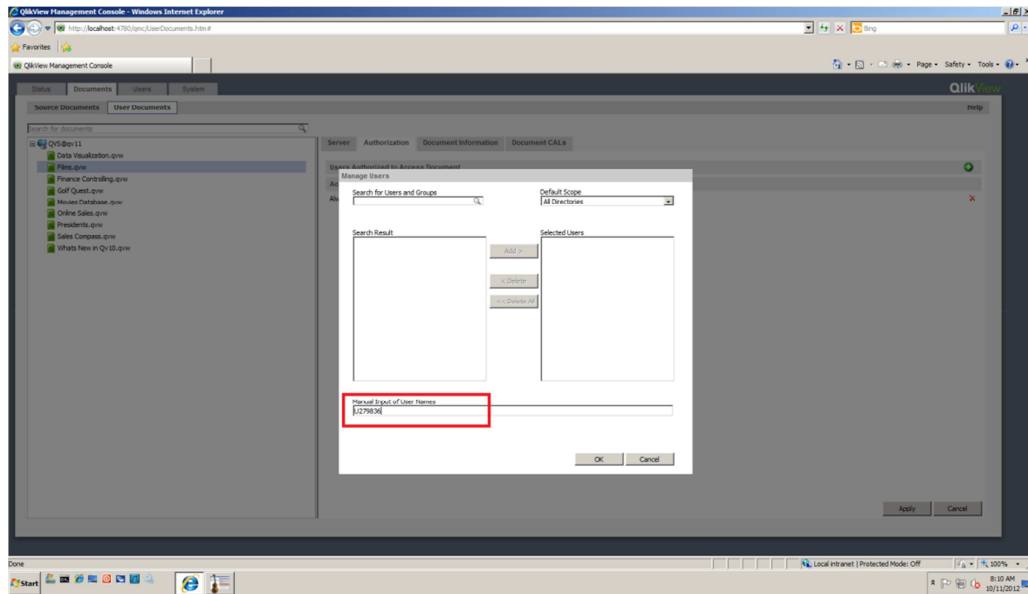 QlikView Management Console - Windows Internet Explorer
http://localhost:4780/qmc/UserDocuments.htm#
Bing
Favorites
QlikView Management Console
Page Safety Tools
Status Documents Users System
QlikView
Source Documents User Documents
Help
Search for documents
Server Authorization Document Information Document CALs
QVS@qv11
Data Visualization.qvw
Films.qvw
Finance Controlling.qvw
Golf Quest.qvw
Movies Database.qvw
Online Sales.qvw
Presidents.qvw
Sales Compass.qvw
Whats New in Qv10.qvw
Users Authorized to Access Document
Manage Users
Search for Users and Groups
Default Scope
All Directories
Search Result
Selected Users
Add >
< Delete
<< Delete All
Manual Input of User Names
U279836
OK Cancel
Apply Cancel
Done
Local intranet | Protected Mode: Off
100%
Start
8:10 AM
10/11/2012